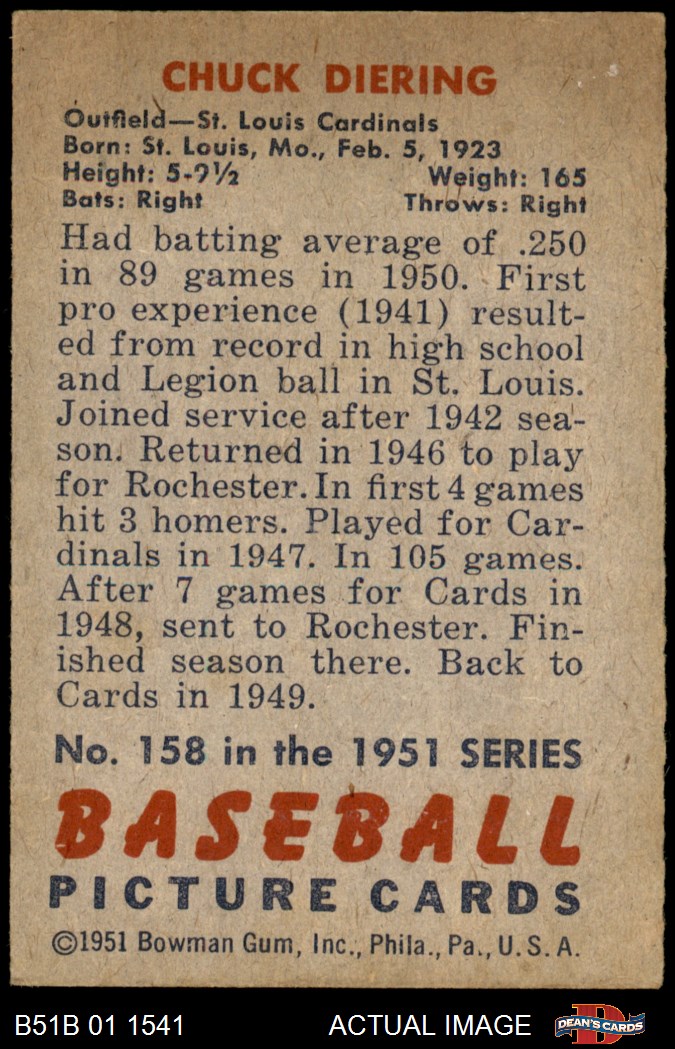 CHUCK DIERING
Outfield—St. Louis Cardinals
Born: St. Louis, Mo., Feb. 5, 1923
Height: 5-9½ Weight: 165
Bats: Right Throws: Right
Had batting average of .250
in 89 games in 1950. First
pro experience (1941) result-
ed from record in high school
and Legion ball in St. Louis.
Joined service after 1942 sea-
son. Returned in 1946 to play
for Rochester. In first 4 games
hit 3 homers. Played for Car-
dinals in 1947. In 105 games.
After 7 games for Cards in
1948, sent to Rochester. Fin-
ished season there. Back to
Cards in 1949.
No. 158 in the 1951 SERIES
BASEBALL
PICTURE CARDS
©1951 Bowman Gum, Inc., Phila., Pa., U.S.A.
B51B 01 1541 ACTUAL IMAGE D DEAN'S CARDS